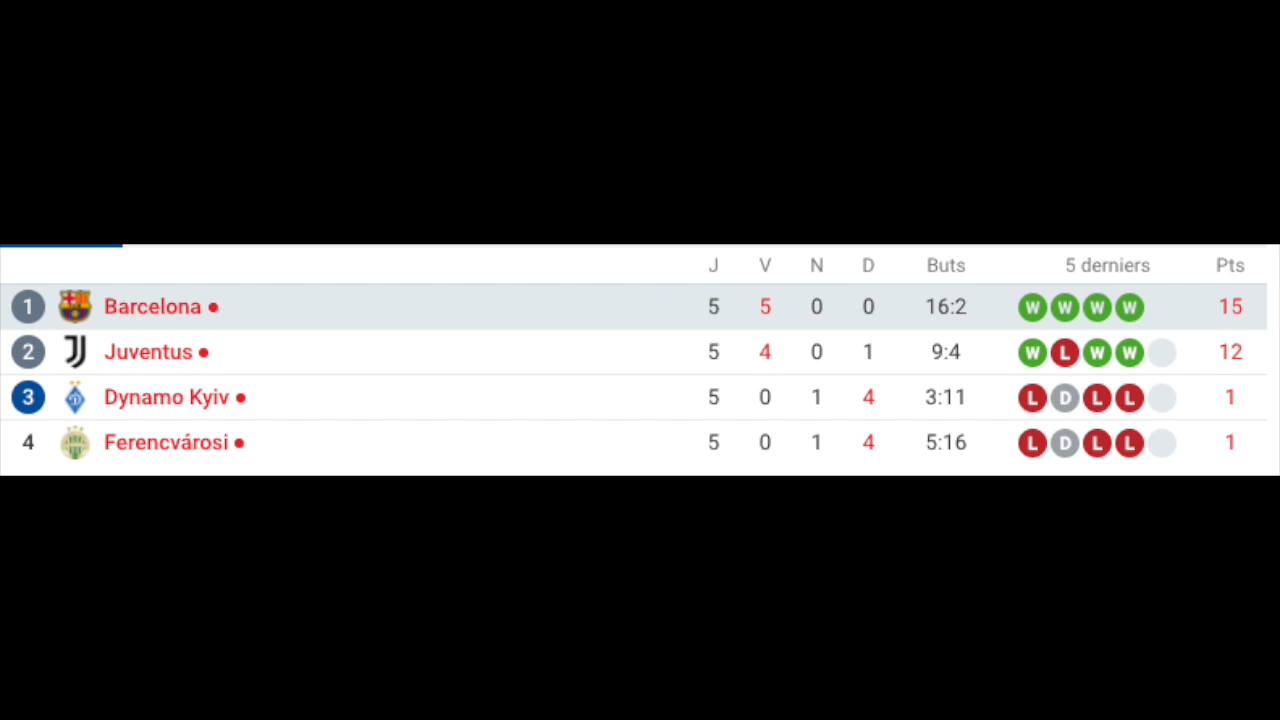 J V N D Buts 5 derniers Pts
1 Barcelona 5 5 0 0 16:2 W W W W 15
2 Juventus 5 4 0 1 9:4 W L W W 12
3 Dynamo Kyiv 5 0 1 4 3:11 L D L L 1
4 Ferencvárosi 5 0 1 4 5:16 L D L L 1